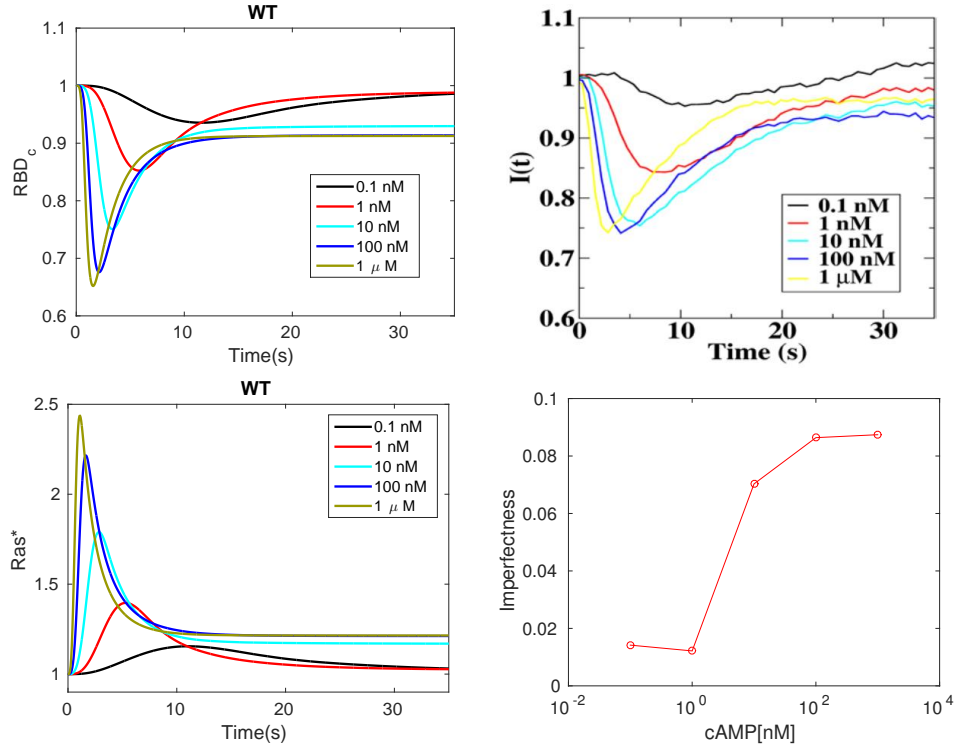 WT
1.1
1
0.9
0.8
0.7
0.6
RBD_c
0 10 20 30
Time(s)
0.1 nM
1 nM
10 nM
100 nM
1 μ M
1.1
1
0.9
0.8
0.7
0.6
I(t)
0 10 20 30
Time (s)
0.1 nM
1 nM
10 nM
100 nM
1 μM
WT
2.5
2
1.5
1
Ras*
0 10 20 30
Time(s)
0.1 nM
1 nM
10 nM
100 nM
1 μ M
0.1
0.08
0.06
0.04
0.02
0
Imperfectness
10^-2 10^0 10^2 10^4
cAMP[nM]